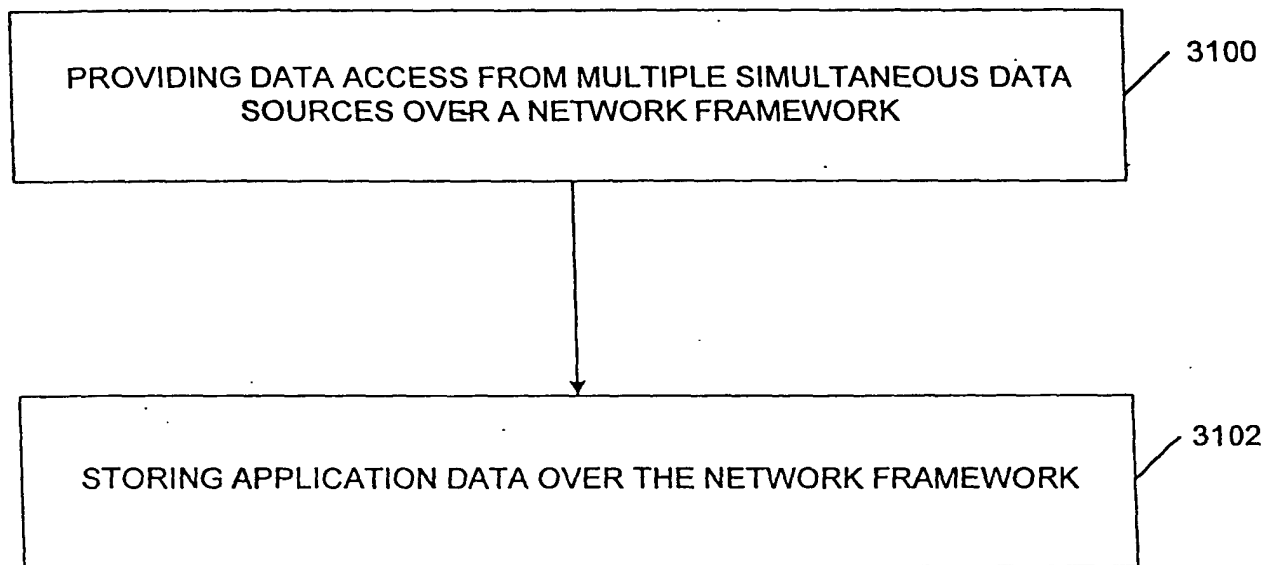 PROVIDING DATA ACCESS FROM MULTIPLE SIMULTANEOUS DATA
SOURCES OVER A NETWORK FRAMEWORK
3100
STORING APPLICATION DATA OVER THE NETWORK FRAMEWORK
3102